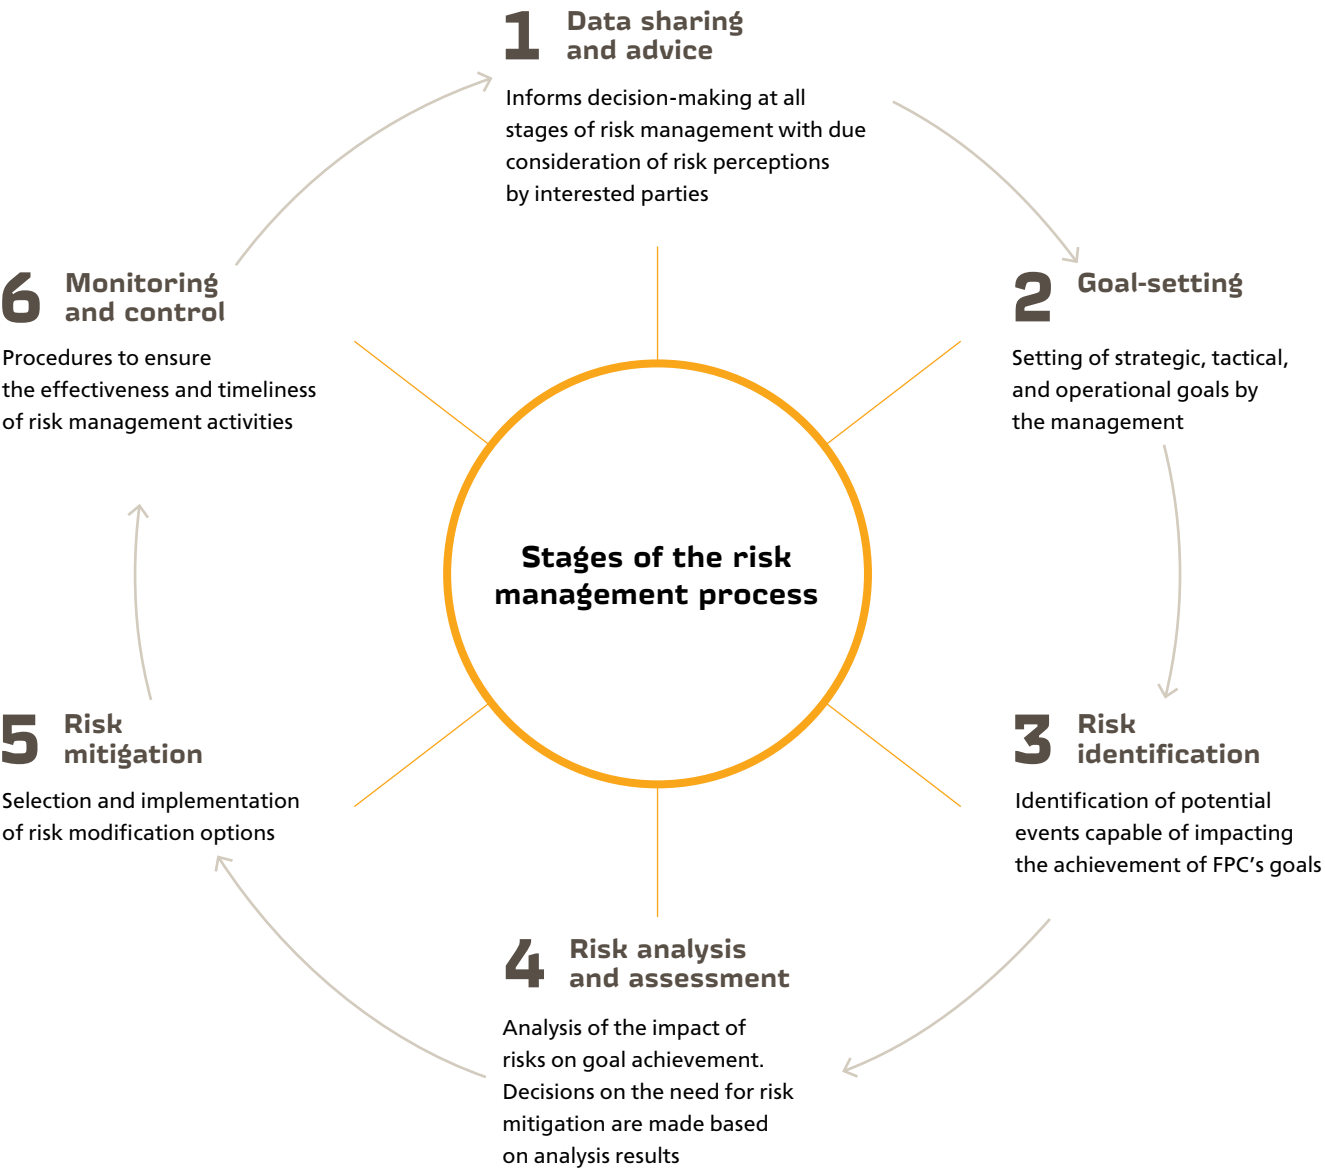 1
Data sharing
and advice
Informs decision-making at all
stages of risk management with due
consideration of risk perceptions
by interested parties
2
Goal-setting
Setting of strategic, tactical,
and operational goals by
the management
3
Risk
identification
Identification of potential
events capable of impacting
the achievement of FPC’s goals
4
Risk analysis
and assessment
Analysis of the impact of
risks on goal achievement.
Decisions on the need for risk
mitigation are made based
on analysis results
5
Risk
mitigation
Selection and implementation
of risk modification options
6
Monitoring
and control
Procedures to ensure
the effectiveness and timeliness
of risk management activities
Stages of the risk
management process